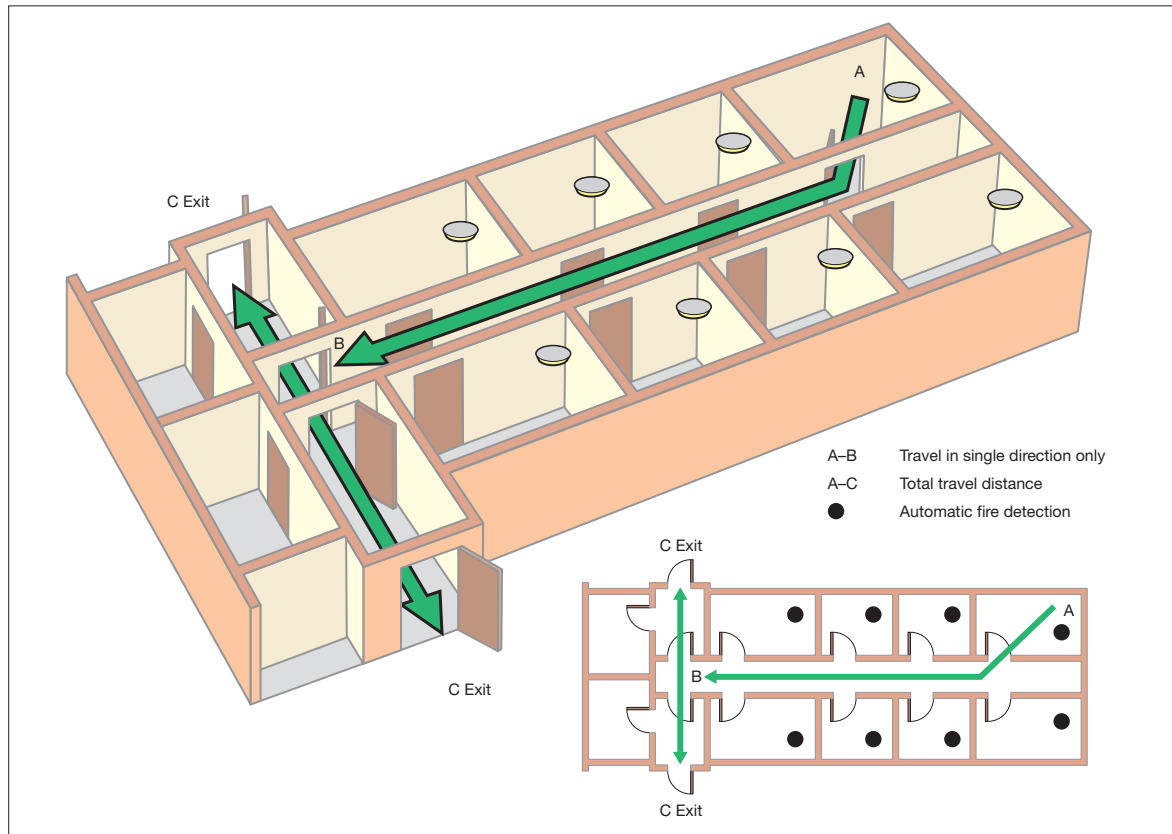 A
C Exit
B
A–B Travel in single direction only
A–C Total travel distance
Automatic fire detection
C Exit
C Exit
A
B
C Exit